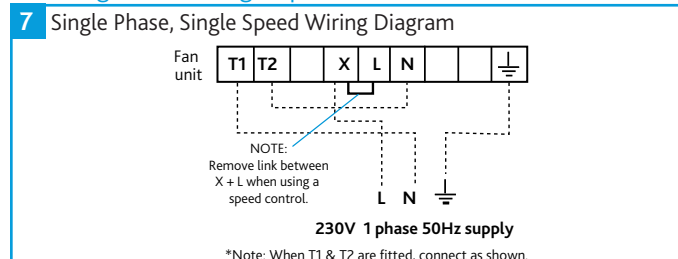 7 Single Phase, Single Speed Wiring Diagram
Fan
unit
T1 T2 X L N
NOTE:
Remove link between
X + L when using a
speed control.
L N
230V 1 phase 50Hz supply
*Note: When T1 & T2 are fitted, connect as shown.